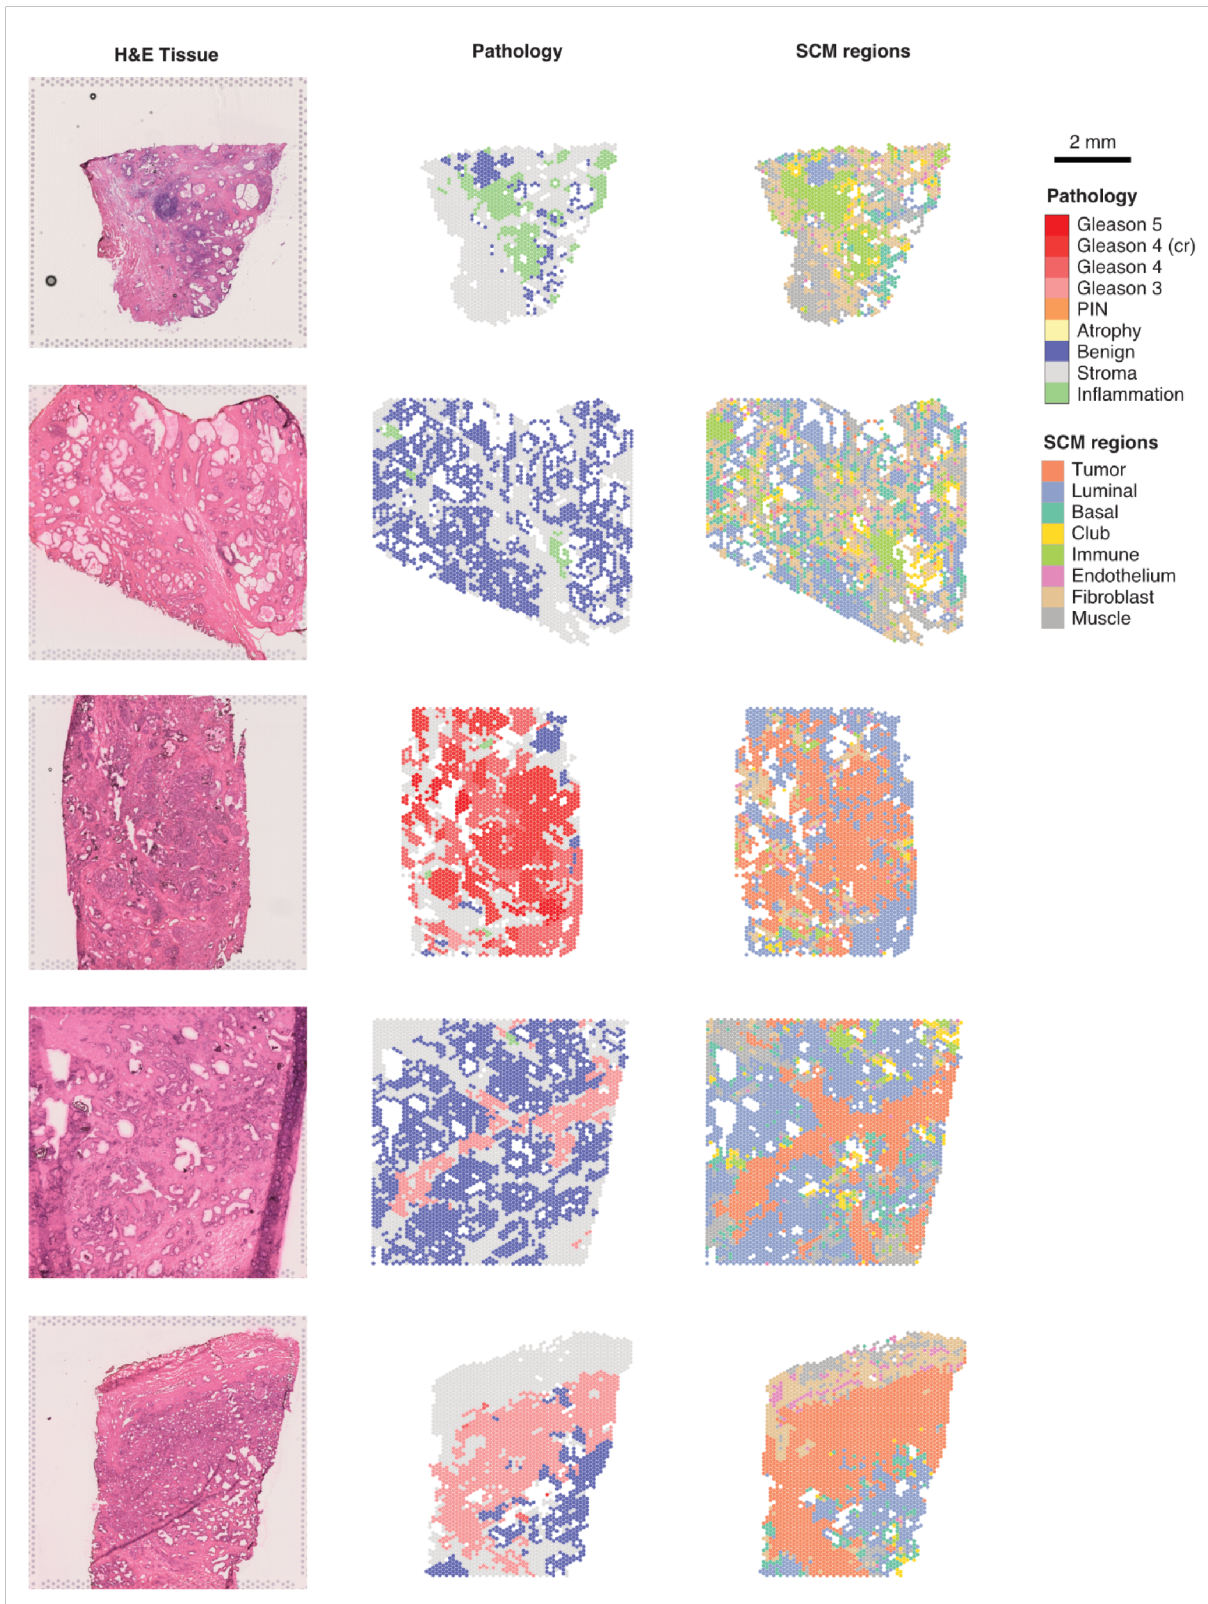 H&E Tissue
Pathology
SCM regions
2 mm
Pathology
Gleason 5
Gleason 4 (cr)
Gleason 4
Gleason 3
PIN
Atrophy
Benign
Stroma
Inflammation
SCM regions
Tumor
Luminal
Basal
Club
Immune
Endothelium
Fibroblast
Muscle